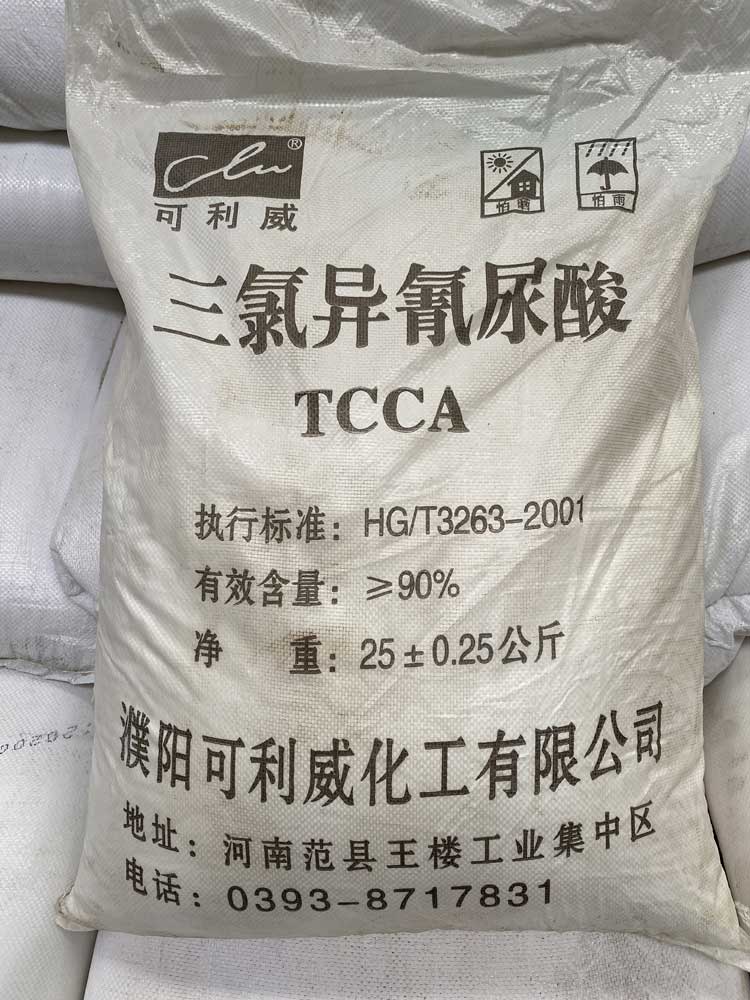 Clw®
可利威
怕晒
怕雨
三氯异氰尿酸
TCCA
执行标准：HG/T3263-2001
有效含量：≥90%
净 重：25±0.25公斤
濮阳可利威化工有限公司
地址：河南范县王楼工业集中区
电话：0393-8717831